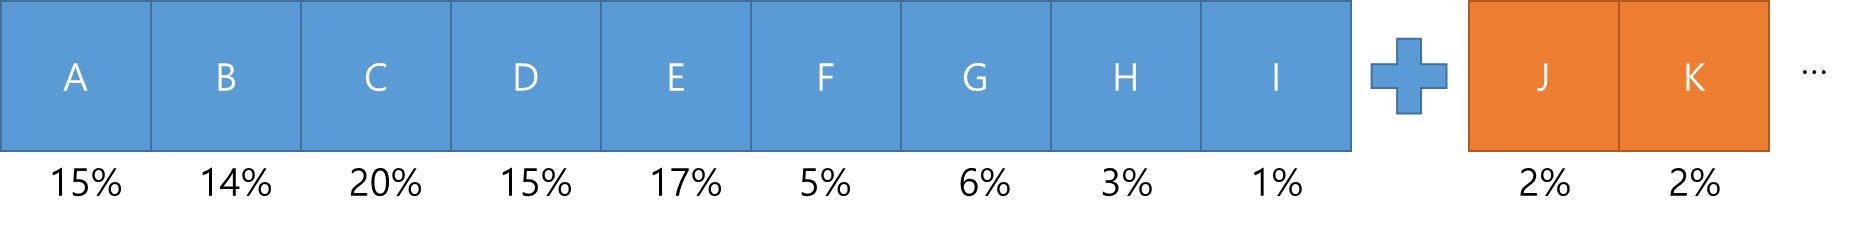 A B C D E F G H I J K ...
15% 14% 20% 15% 17% 5% 6% 3% 1% 2% 2%